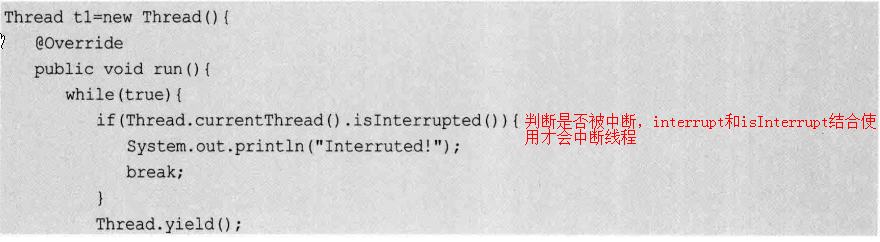 Thread t1=new Thread(){
@Override
public void run(){
while(true){
if(Thread.currentThread().isInterrupted()){ 判断是否被中断，interrupt和isInterrupt结合使
用才会中断线程
System.out.println("Interruted!");
break;
}
Thread.yield();